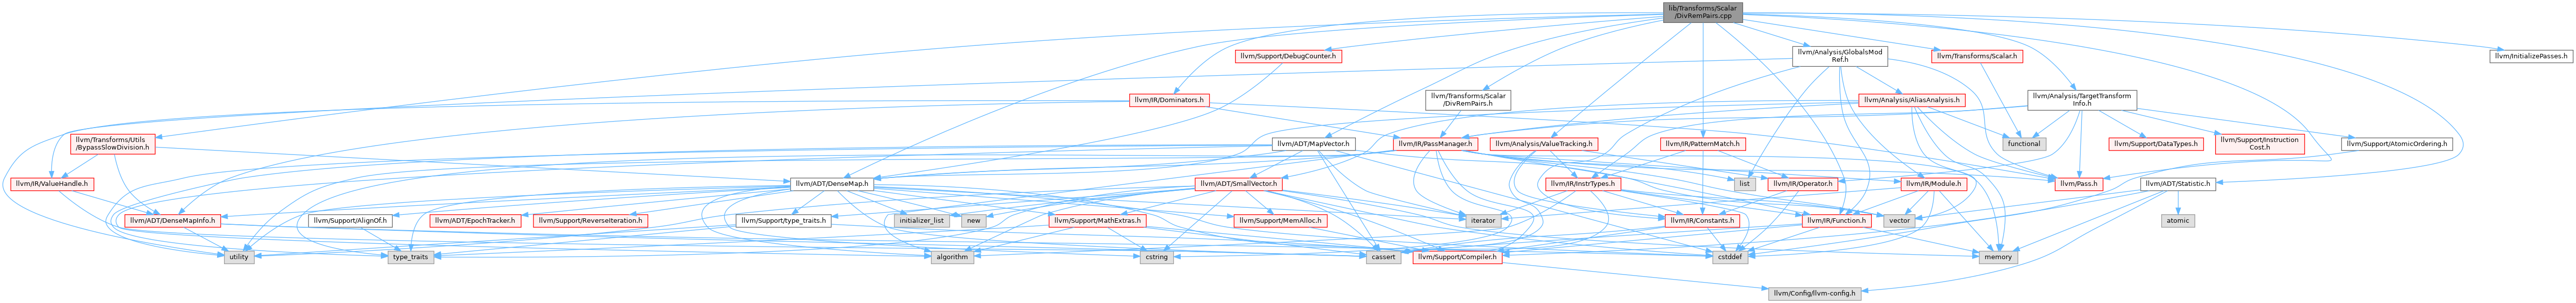 lib/Transforms/Scalar
/DivRemPairs.cpp
llvm/Support/DebugCounter.h
llvm/Analysis/GlobalsMod
Ref.h
llvm/Transforms/Scalar.h
llvm/InitializePasses.h
llvm/IR/Dominators.h
llvm/Transforms/Scalar
/DivRemPairs.h
llvm/Analysis/AliasAnalysis.h
llvm/Analysis/TargetTransform
Info.h
llvm/Transforms/Utils
/BypassSlowDivision.h
llvm/ADT/MapVector.h
llvm/IR/PassManager.h
llvm/Analysis/ValueTracking.h
llvm/IR/PatternMatch.h
functional
llvm/Support/DataTypes.h
llvm/Support/Instruction
Cost.h
llvm/Support/AtomicOrdering.h
llvm/IR/ValueHandle.h
llvm/ADT/DenseMap.h
llvm/ADT/SmallVector.h
llvm/IR/InstrTypes.h
list
llvm/IR/Operator.h
llvm/IR/Module.h
llvm/Pass.h
llvm/ADT/Statistic.h
llvm/ADT/DenseMapInfo.h
llvm/Support/AlignOf.h
llvm/ADT/EpochTracker.h
llvm/Support/ReverseIteration.h
llvm/Support/type_traits.h
initializer_list
new
llvm/Support/MathExtras.h
llvm/Support/MemAlloc.h
iterator
llvm/IR/Constants.h
llvm/IR/Function.h
vector
atomic
utility
type_traits
algorithm
cstring
cassert
llvm/Support/Compiler.h
cstddef
memory
llvm/Config/llvm-config.h